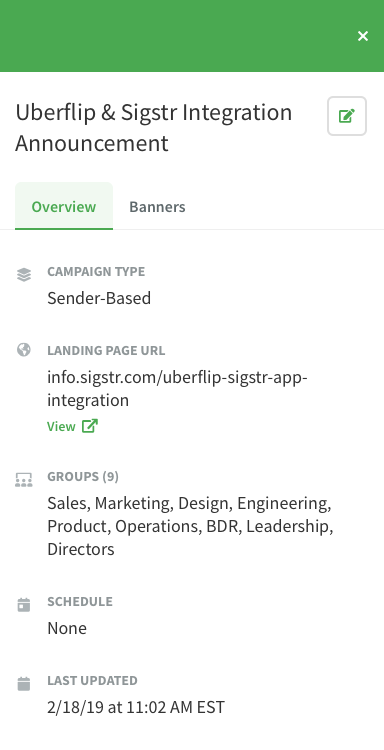 Uberflip & Sigstr Integration
Announcement
Overview
Banners
CAMPAIGN TYPE
Sender-Based
LANDING PAGE URL
info.sigstr.com/uberflip-sigstr-app-
integration
View
GROUPS (9)
Sales, Marketing, Design, Engineering,
Product, Operations, BDR, Leadership,
Directors
SCHEDULE
None
LAST UPDATED
2/18/19 at 11:02 AM EST